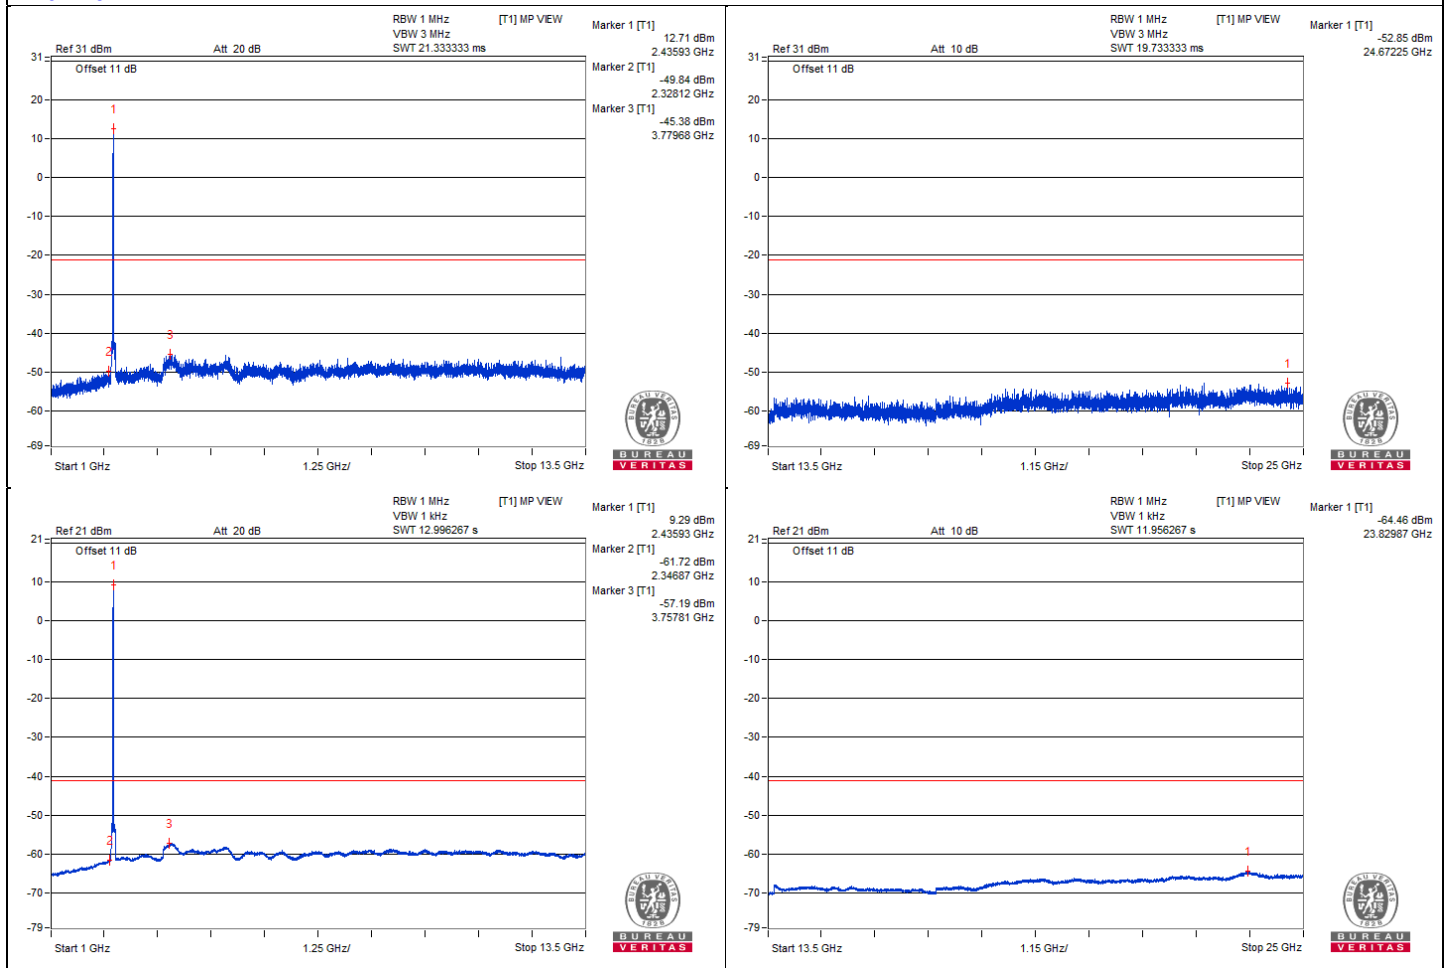 RBW 1 MHz [T1] MP VIEW
VBW 3 MHz
Ref 31 dBm Att 20 dB SWT 21.333333 ms
Marker 1 [T1]
12.71 dBm
2.43593 GHz
Marker 2 [T1]
-49.84 dBm
2.32812 GHz
Marker 3 [T1]
-45.38 dBm
3.77968 GHz
Offset 11 dB
31
20
10
0
-10
-20
-30
-40
-50
-60
-69
1
2
3
Start 1 GHz 1.25 GHz/ Stop 13.5 GHz
BUREAU VERITAS
1828
BUREAU
VERITAS
RBW 1 MHz [T1] MP VIEW
VBW 3 MHz
Ref 31 dBm Att 10 dB SWT 19.733333 ms
Marker 1 [T1]
-52.85 dBm
24.67225 GHz
Offset 11 dB
31
20
10
0
-10
-20
-30
-40
-50
-60
-69
1
Start 13.5 GHz 1.15 GHz/ Stop 25 GHz
BUREAU VERITAS
1828
BUREAU
VERITAS
RBW 1 MHz [T1] MP VIEW
VBW 1 kHz
Ref 21 dBm Att 20 dB SWT 12.996267 s
Marker 1 [T1]
9.29 dBm
2.43593 GHz
Marker 2 [T1]
-61.72 dBm
2.34687 GHz
Marker 3 [T1]
-57.19 dBm
3.75781 GHz
Offset 11 dB
21
10
0
-10
-20
-30
-40
-50
-60
-70
-79
1
2
3
Start 1 GHz 1.25 GHz/ Stop 13.5 GHz
BUREAU VERITAS
1828
BUREAU
VERITAS
RBW 1 MHz [T1] MP VIEW
VBW 1 kHz
Ref 21 dBm Att 10 dB SWT 11.956267 s
Marker 1 [T1]
-64.46 dBm
23.82987 GHz
Offset 11 dB
21
10
0
-10
-20
-30
-40
-50
-60
-70
-79
1
Start 13.5 GHz 1.15 GHz/ Stop 25 GHz
BUREAU VERITAS
1828
BUREAU
VERITAS